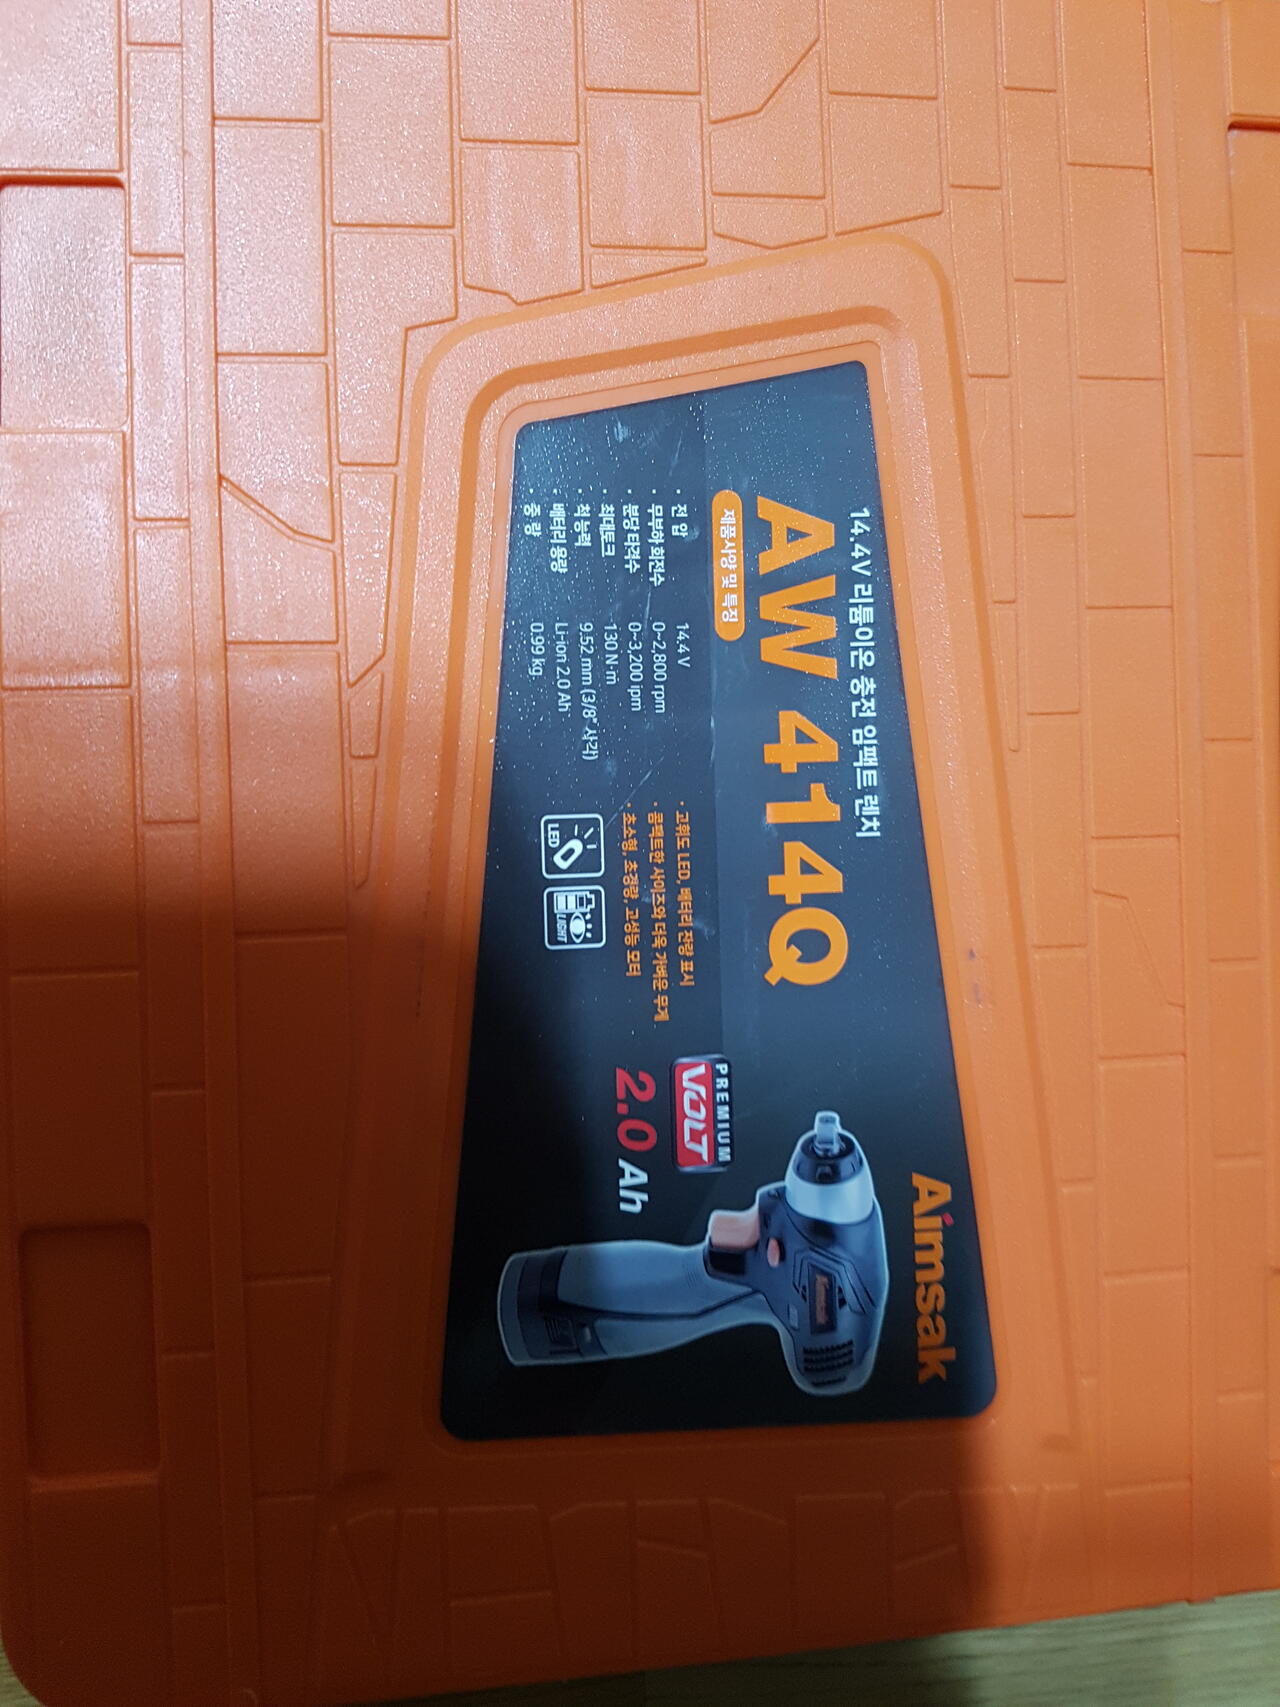 Aimsak
14.4V 리튬이온 충전 임팩트 렌치
AW 414Q
제품사양 및 특징
· 전 압 14.4 V
· 무부하 회전수 0~2,800 rpm
· 분당 타격수 0~3,200 ipm
· 최대토크 130 N·m
· 척 능력 9.52 mm (3/8" 사각)
· 배터리 용량 Li-ion 2.0 Ah
· 중 량 0.99 kg
· 고휘도 LED, 배터리 잔량 표시
· 콤팩트한 사이즈와 더욱 가벼운 무게
· 초소형, 초경량, 고성능 모터
LED
LIGHT
PREMIUM
VOLT
2.0 Ah
Aimsak